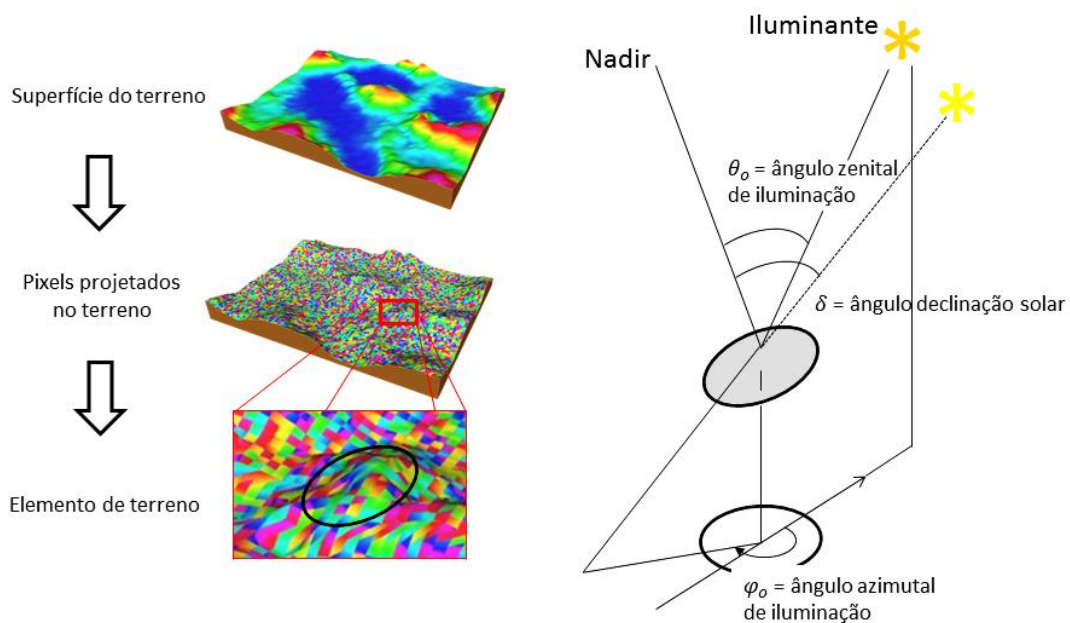 Superfície do terreno
Pixels projetados
no terreno
Elemento de terreno
Iluminante
Nadir
θₒ = ângulo zenital
de iluminação
δ = ângulo declinação solar
φₒ = ângulo azimutal
de iluminação